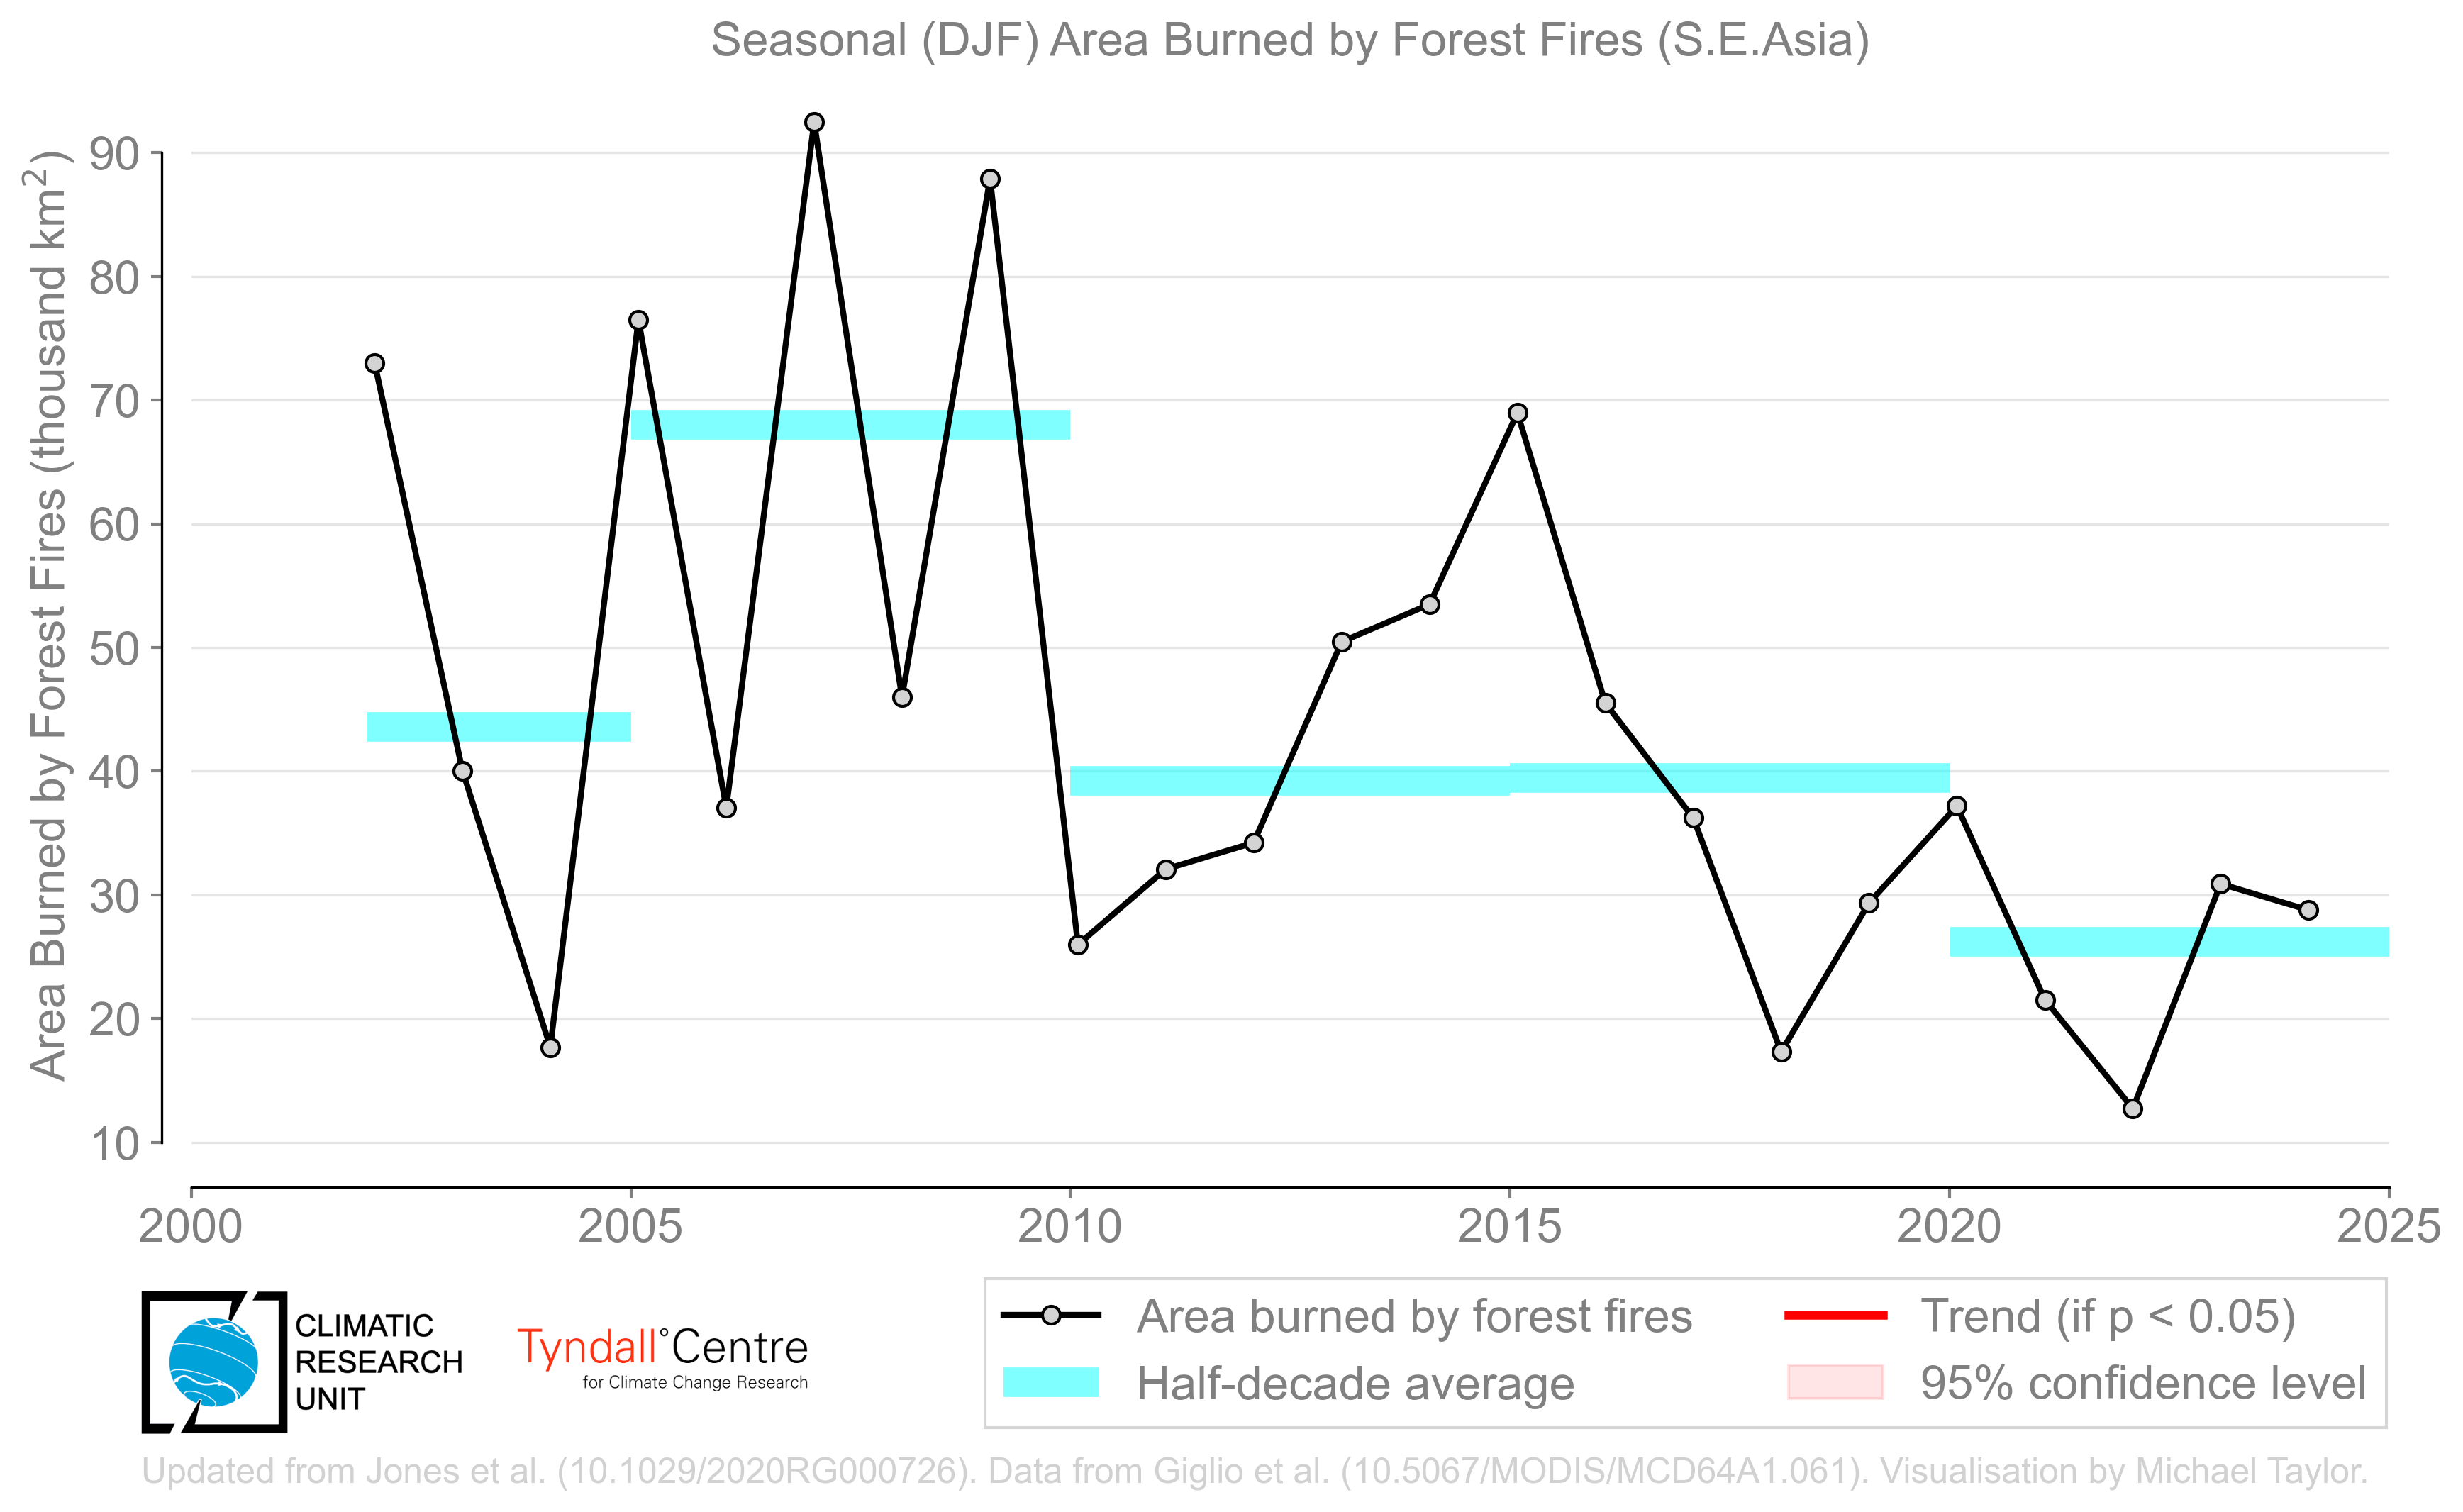 Seasonal (DJF) Area Burned by Forest Fires (S.E.Asia)
Area Burned by Forest Fires (thousand km²)
90
80
70
60
50
40
30
20
10
2000 2005 2010 2015 2020 2025
CLIMATIC
RESEARCH
UNIT
Tyndall°Centre
for Climate Change Research
Area burned by forest fires
Half-decade average
Trend (if p < 0.05)
95% confidence level
Updated from Jones et al. (10.1029/2020RG000726). Data from Giglio et al. (10.5067/MODIS/MCD64A1.061). Visualisation by Michael Taylor.